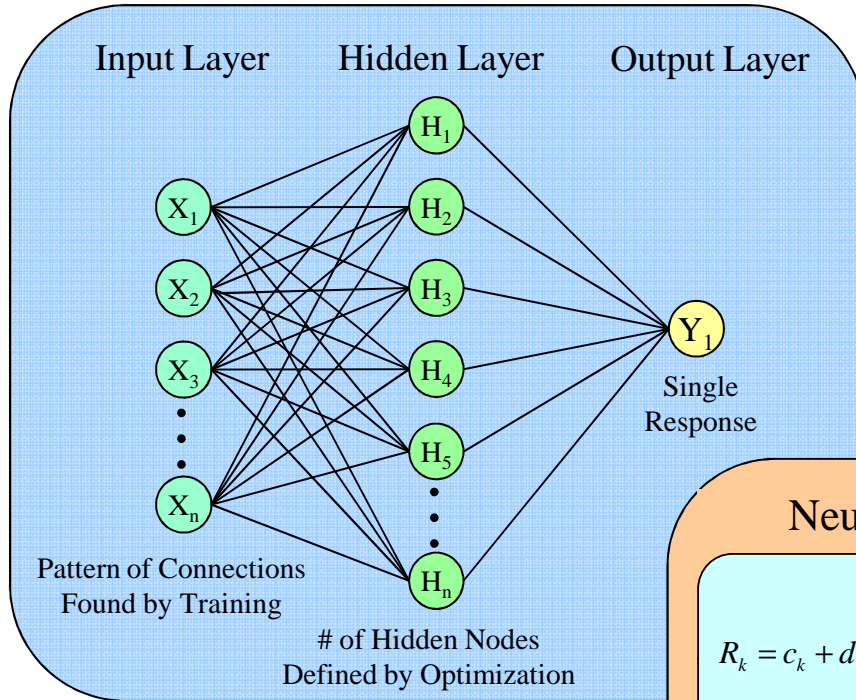 Input Layer Hidden Layer Output Layer
H₁
X₁ H₂
X₂ H₃
Y₁
X₃ H₄
Single
Response
H₅
Xₙ
Hₙ
Pattern of Connections
Found by Training
# of Hidden Nodes
Defined by Optimization
Neu
Rₖ = cₖ + d